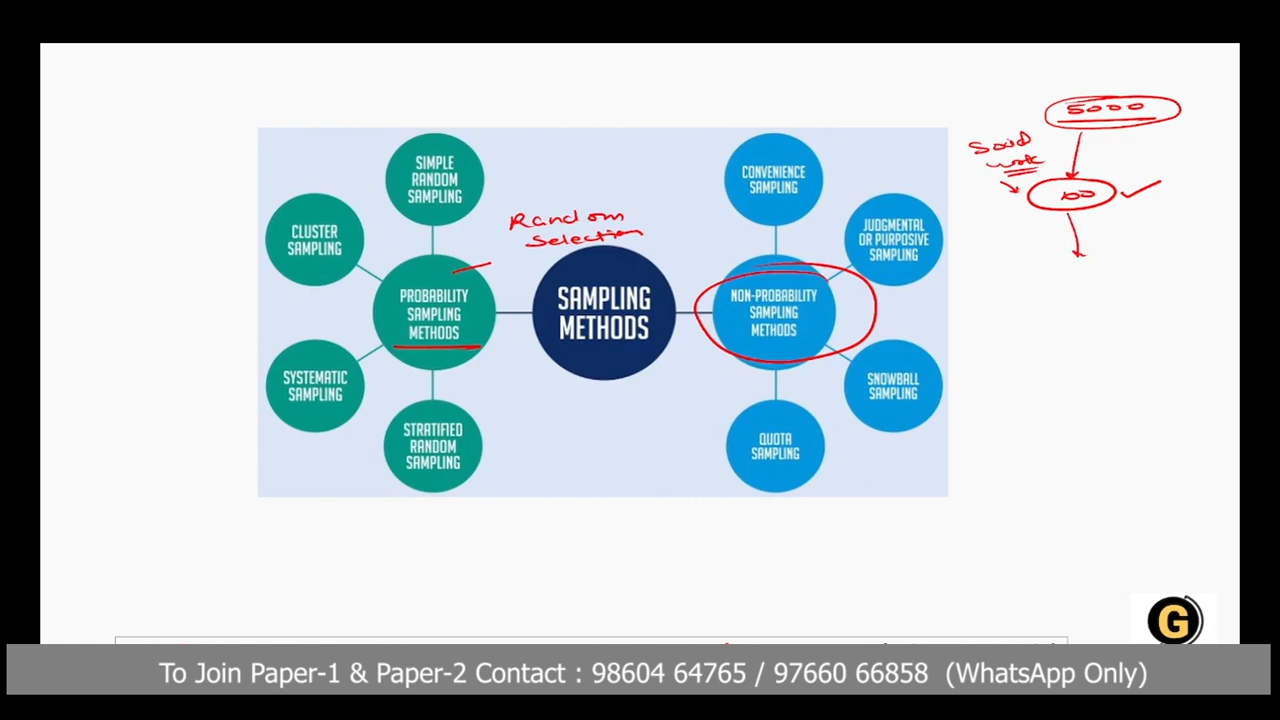 5000
Social
work
100
SIMPLE
RANDOM
SAMPLING
CLUSTER
SAMPLING
PROBABILITY
SAMPLING
METHODS
SYSTEMATIC
SAMPLING
STRATIFIED
RANDOM
SAMPLING
Random
Selection
SAMPLING
METHODS
CONVENIENCE
SAMPLING
JUDGMENTAL
OR PURPOSIVE
SAMPLING
NON-PROBABILITY
SAMPLING
METHODS
SNOWBALL
SAMPLING
QUOTA
SAMPLING
G
To Join Paper-1 & Paper-2 Contact : 98604 64765 / 97660 66858 (WhatsApp Only)